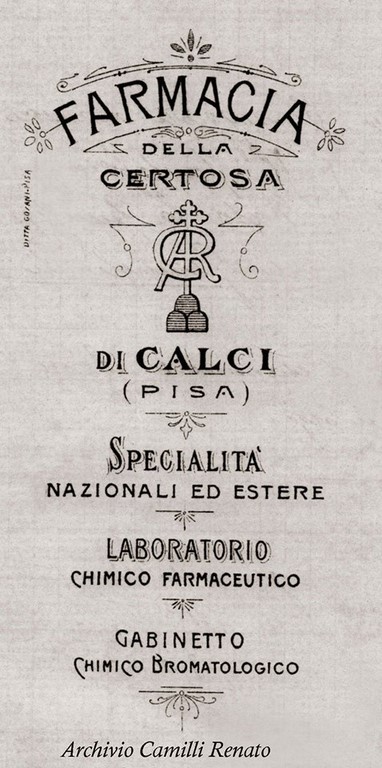 FARMACIA
DELLA
CERTOSA
CAR
DI CALCI
(PISA)
SPECIALITÀ
NAZIONALI ED ESTERE
LABORATORIO
CHIMICO FARMACEUTICO
GABINETTO
CHIMICO BROMATOLOGICO
Archivio Camilli Renato